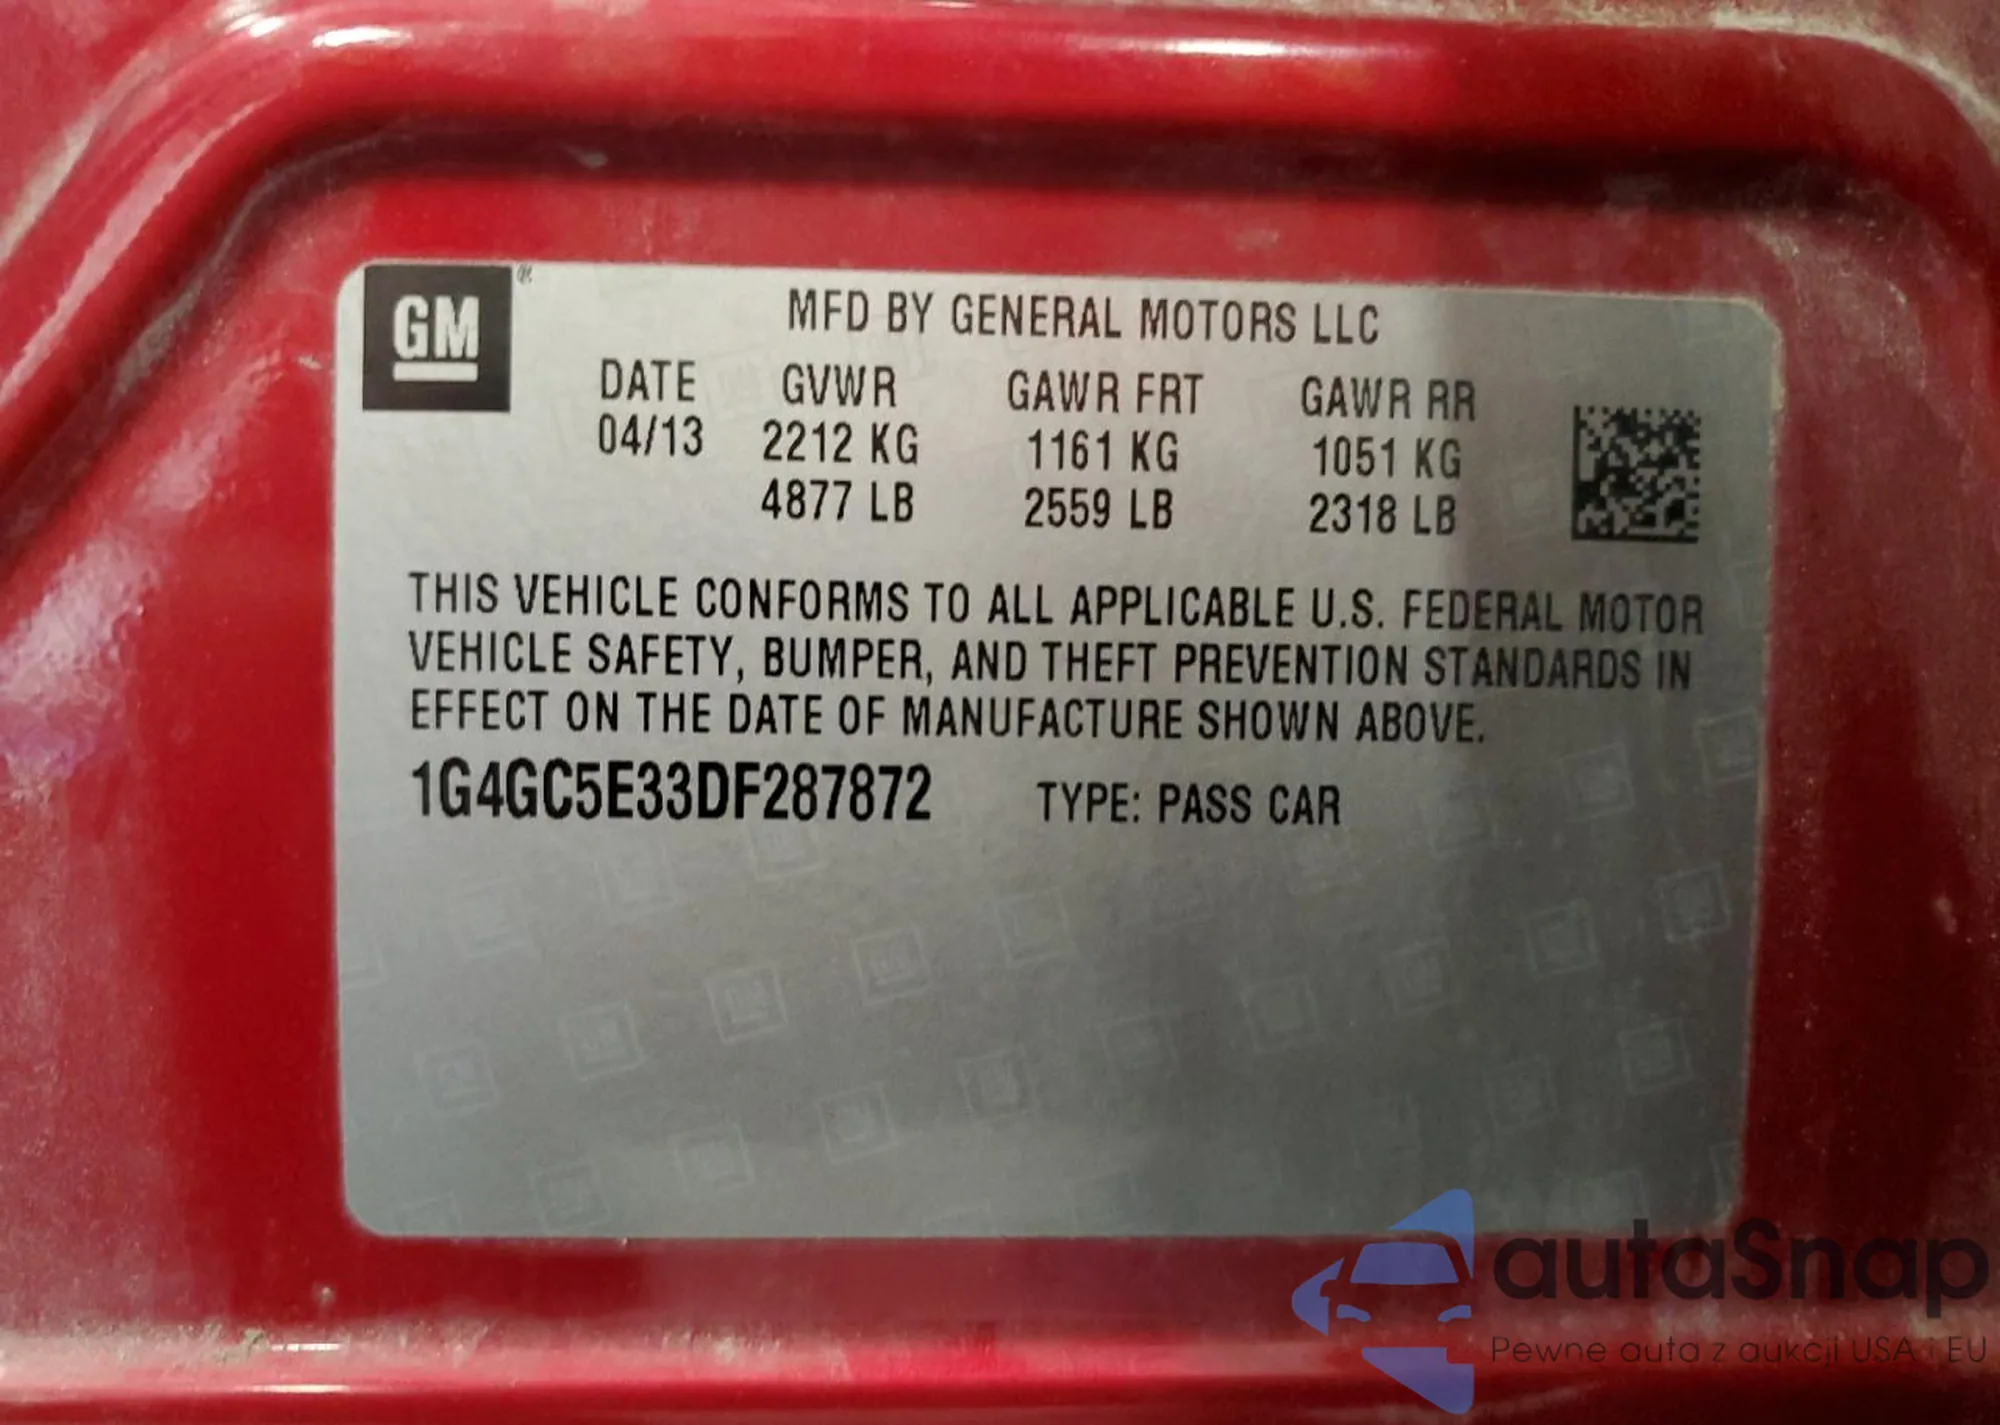 GM ®
MFD BY GENERAL MOTORS LLC
DATE GVWR GAWR FRT GAWR RR
04/13 2212 KG 1161 KG 1051 KG
4877 LB 2559 LB 2318 LB
THIS VEHICLE CONFORMS TO ALL APPLICABLE U.S. FEDERAL MOTOR
VEHICLE SAFETY, BUMPER, AND THEFT PREVENTION STANDARDS IN
EFFECT ON THE DATE OF MANUFACTURE SHOWN ABOVE.
1G4GC5E33DF287872 TYPE: PASS CAR
autaSnap
Pewne auta z aukcji USA i EU